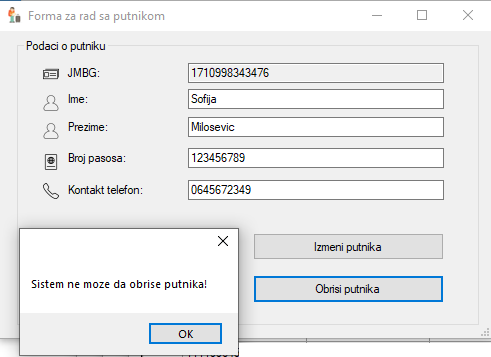 Forma za rad sa putnikom
Podaci o putniku
JMBG: 1710998343476
Ime: Sofija
Prezime: Milosevic
Broj pasosa: 123456789
Kontakt telefon: 0645672349
Izmeni putnika
Sistem ne moze da obrise putnika!
Obrisi putnika
OK